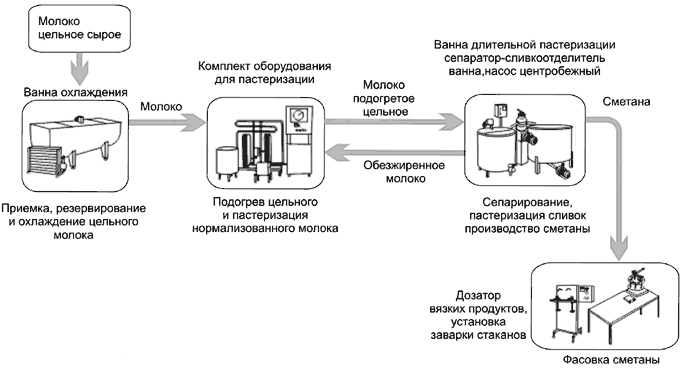 Молоко
цельное сырое
Ванна охлаждения
Приемка, резервирование
и охлаждение цельного
молока
Молоко
Комплект оборудования
для пастеризации
Подогрев цельного
и пастеризация
нормализованного молока
Молоко
подогретое
цельное
Обезжиренное
молоко
Ванна длительной пастеризации
сепаратор-сливкоотделитель
ванна,насос центробежный
Сепарирование,
пастеризация сливок
производство сметаны
Сметана
Дозатор
вязких продуктов,
установка
заварки стаканов
Фасовка сметаны